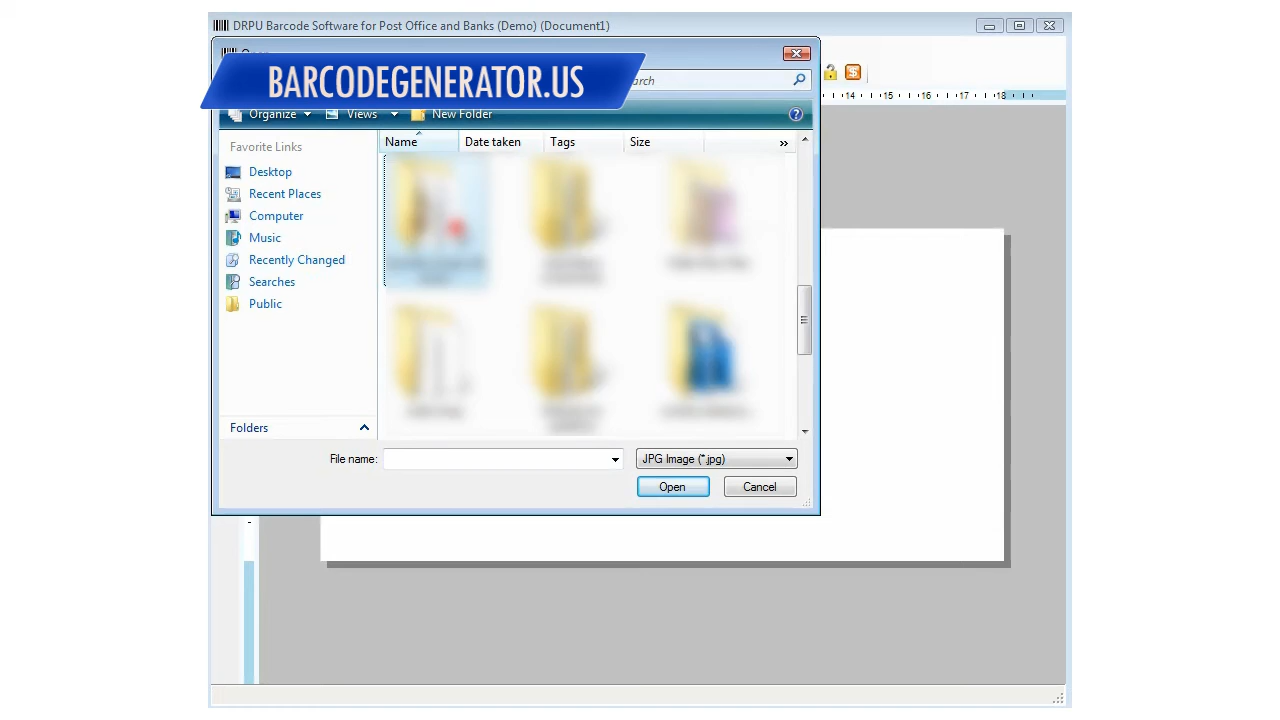 DRPU Barcode Software for Post Office and Banks (Demo) (Document1)
BARCODEGENERATOR.US
Organize Views New Folder
Name Date taken Tags Size »
14 15 16 17 18
Favorite Links
Desktop
Recent Places
Computer
Music
Recently Changed
Searches
Public
Folders
File name: JPG Image (*.jpg)
Open Cancel